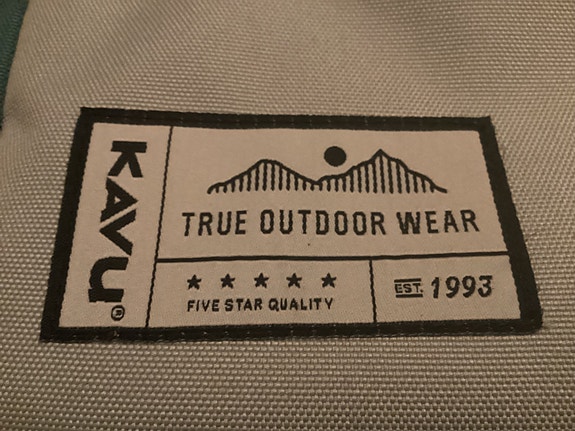 KAVU®
TRUE OUTDOOR WEAR
★ ★ ★ ★ ★
FIVE STAR QUALITY
EST. 1993